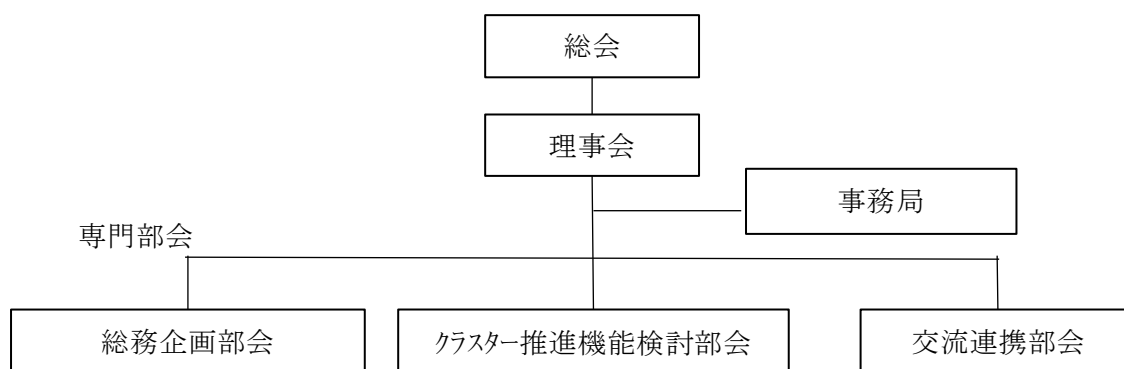 総会
理事会
事務局
専門部会
総務企画部会
クラスター推進機能検討部会
交流連携部会